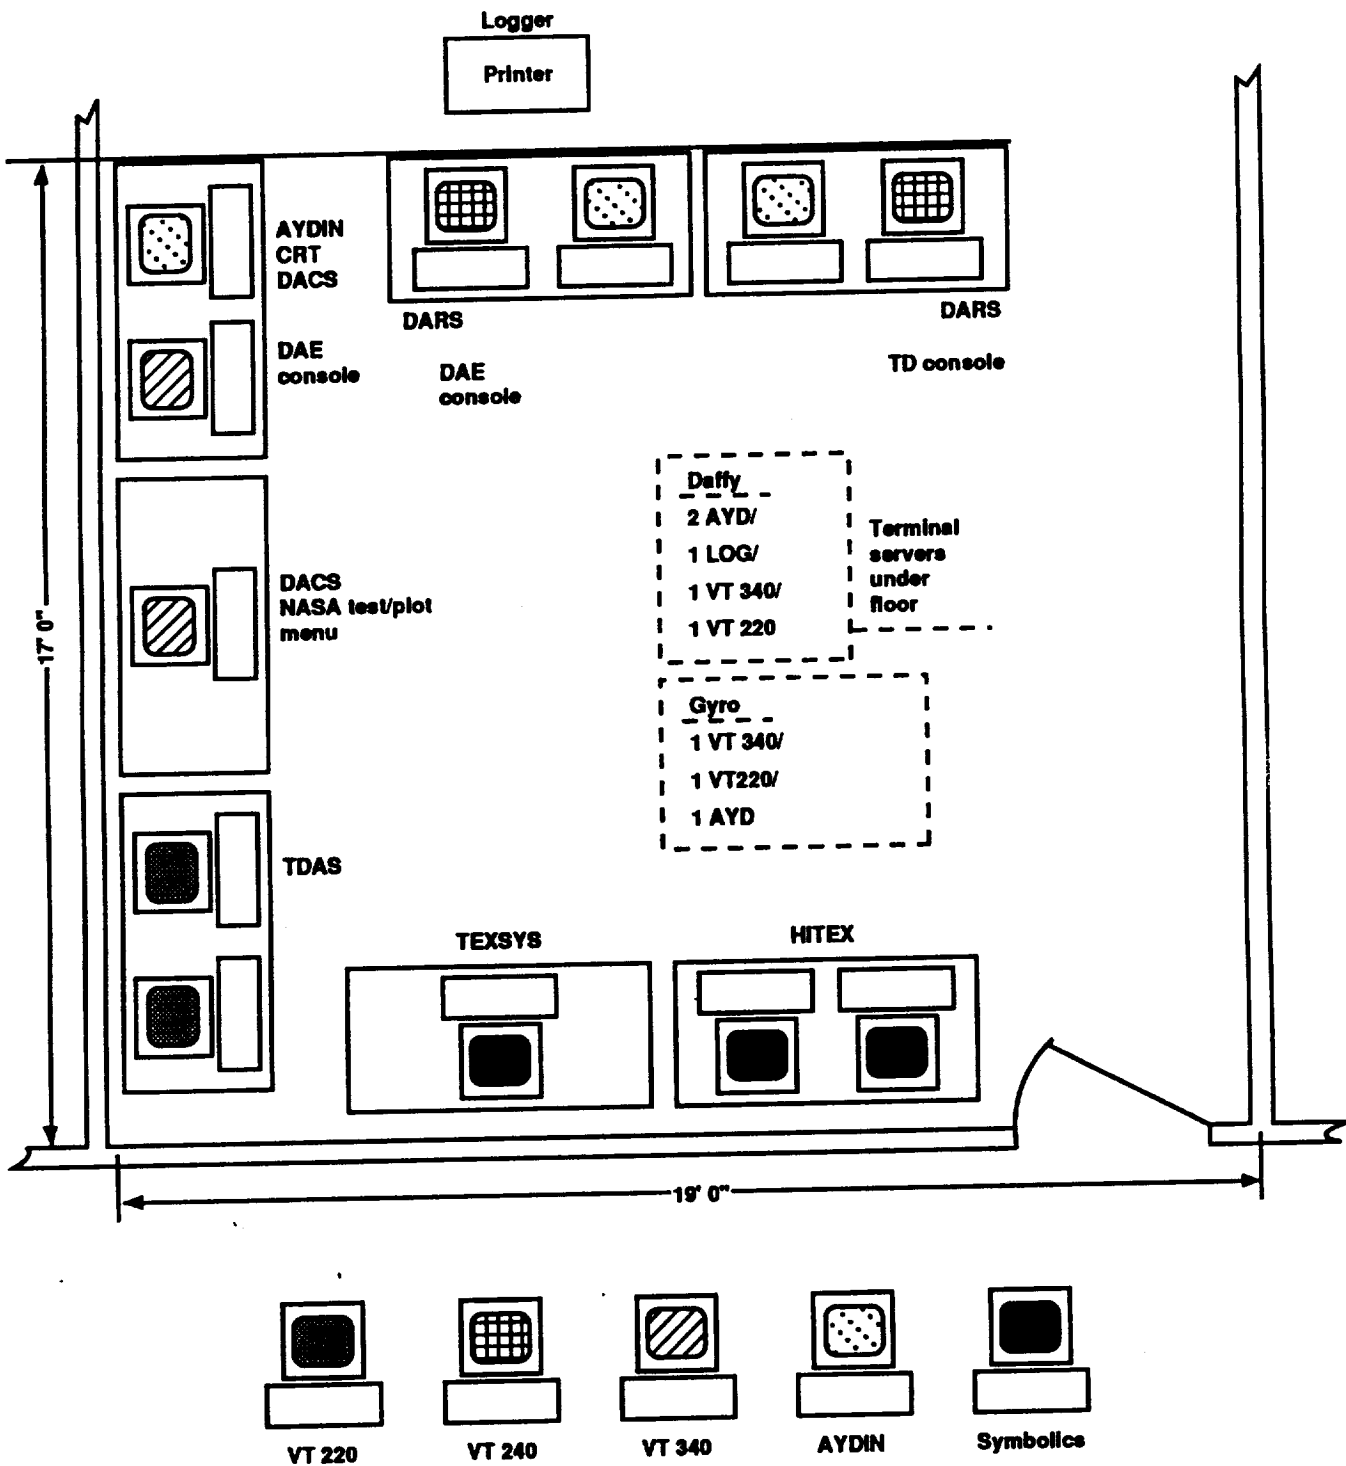 Logger
Printer
AYDIN
CRT
DACS
DAE
console
DARS
DAE
console
DARS
TD console
Daffy
2 AYD/
1 LOG/
1 VT 340/
1 VT 220
Terminal
servers
under
floor
DACS
NASA test/plot
menu
17' 0"
Gyro
1 VT 340/
1 VT220/
1 AYD
TDAS
TEXSYS
HITEX
19' 0"
VT 220
VT 240
VT 340
AYDIN
Symbolics